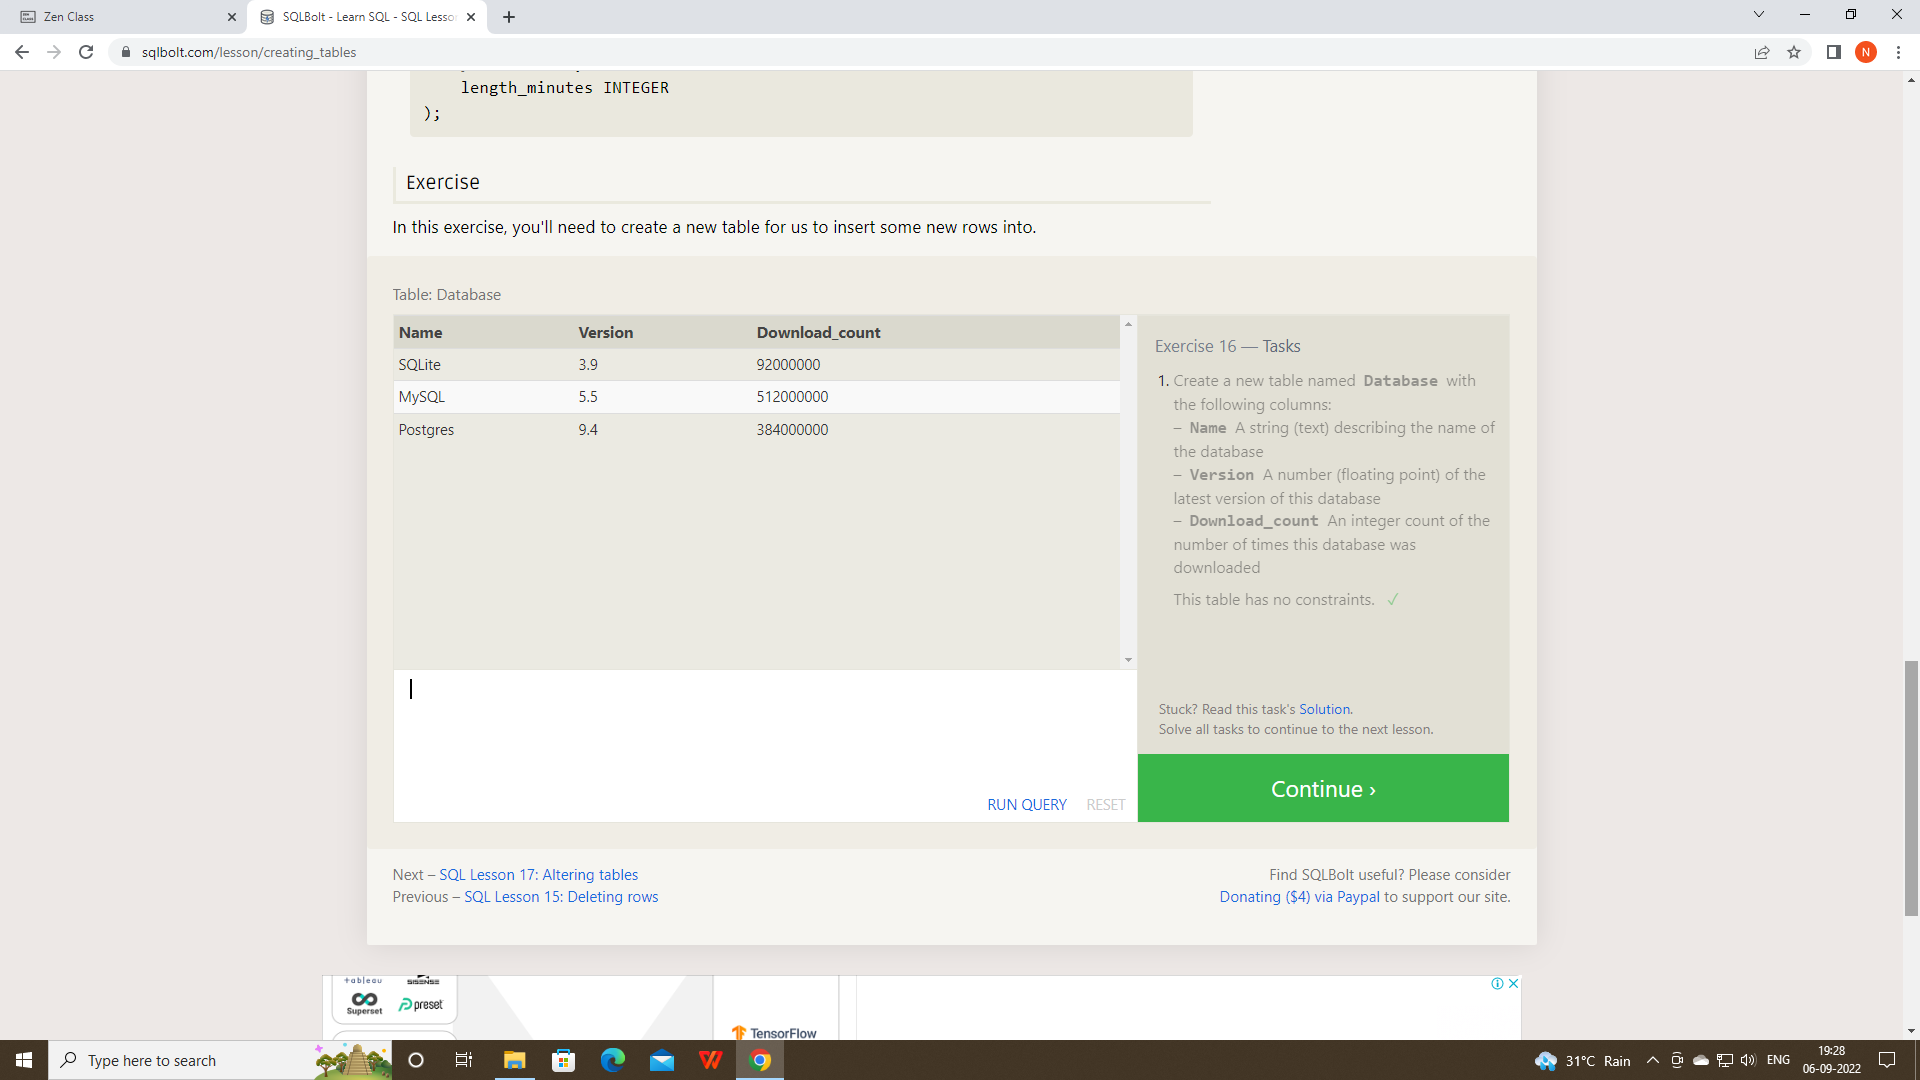 Zen Class
SQLBolt - Learn SQL - SQL Lesso
sqlbolt.com/lesson/creating_tables
N
length_minutes INTEGER
);
Exercise
In this exercise, you'll need to create a new table for us to insert some new rows into.
Table: Database
Name Version Download_count
SQLite 3.9 92000000
MySQL 5.5 512000000
Postgres 9.4 384000000
Exercise 16 — Tasks
1. Create a new table named Database with
the following columns:
– Name A string (text) describing the name of
the database
– Version A number (floating point) of the
latest version of this database
– Download_count An integer count of the
number of times this database was
downloaded
This table has no constraints. ✓
Stuck? Read this task's Solution.
Solve all tasks to continue to the next lesson.
RUN QUERY RESET
Continue ›
Next – SQL Lesson 17: Altering tables
Previous – SQL Lesson 15: Deleting rows
Find SQLBolt useful? Please consider
Donating ($4) via Paypal to support our site.
+ableau SISENSE
Superset preset
TensorFlow
Type here to search
31°C Rain
ENG
19:28
06-09-2022